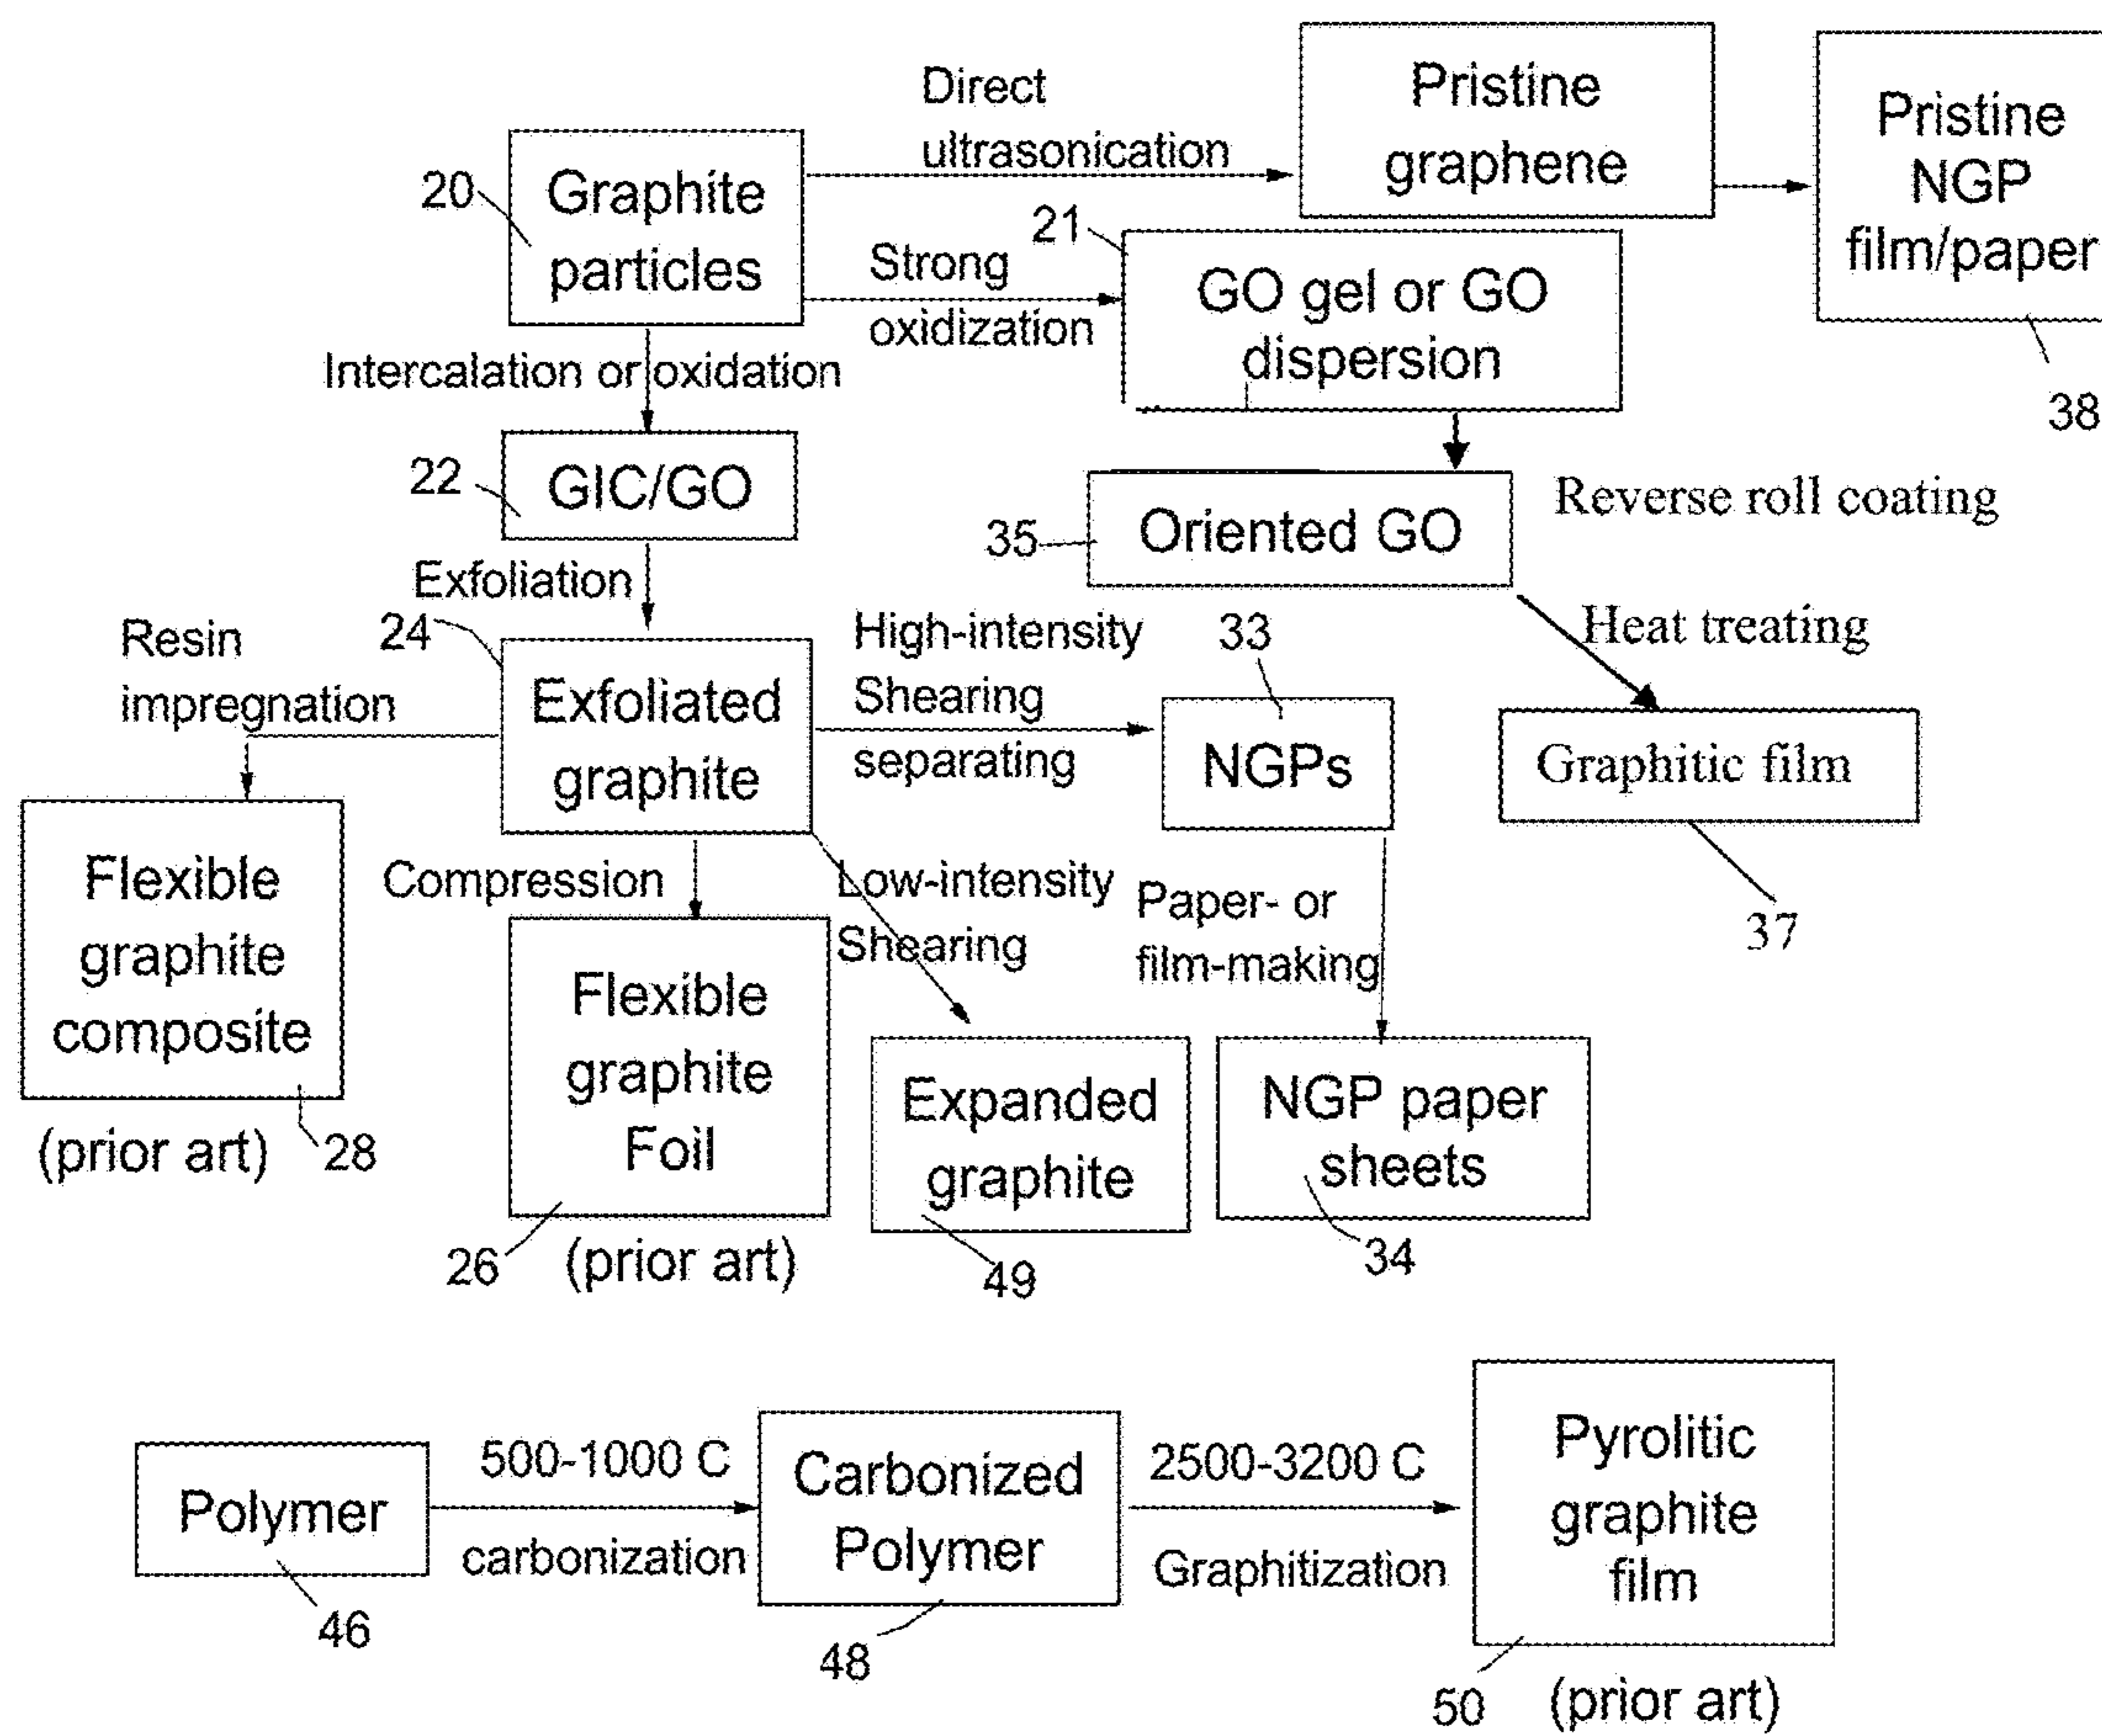 Direct
ultrasonication
Pristine
graphene
Pristine
NGP
film/paper
38
20
Graphite
particles
Strong
oxidization
21
GO gel or GO
dispersion
Intercalation or oxidation
22
GIC/GO
35
Oriented GO
Reverse roll coating
Exfoliation
Heat treating
Graphitic film
37
Resin
impregnation
24
Exfoliated
graphite
High-intensity
Shearing
separating
33
NGPs
Flexible
graphite
composite
(prior art)
28
Compression
Flexible
graphite
Foil
26
(prior art)
Low-intensity
Shearing
Expanded
graphite
49
Paper- or
film-making
NGP paper
sheets
34
Polymer
46
500-1000 C
carbonization
Carbonized
Polymer
48
2500-3200 C
Graphitization
Pyrolitic
graphite
film
50
(prior art)